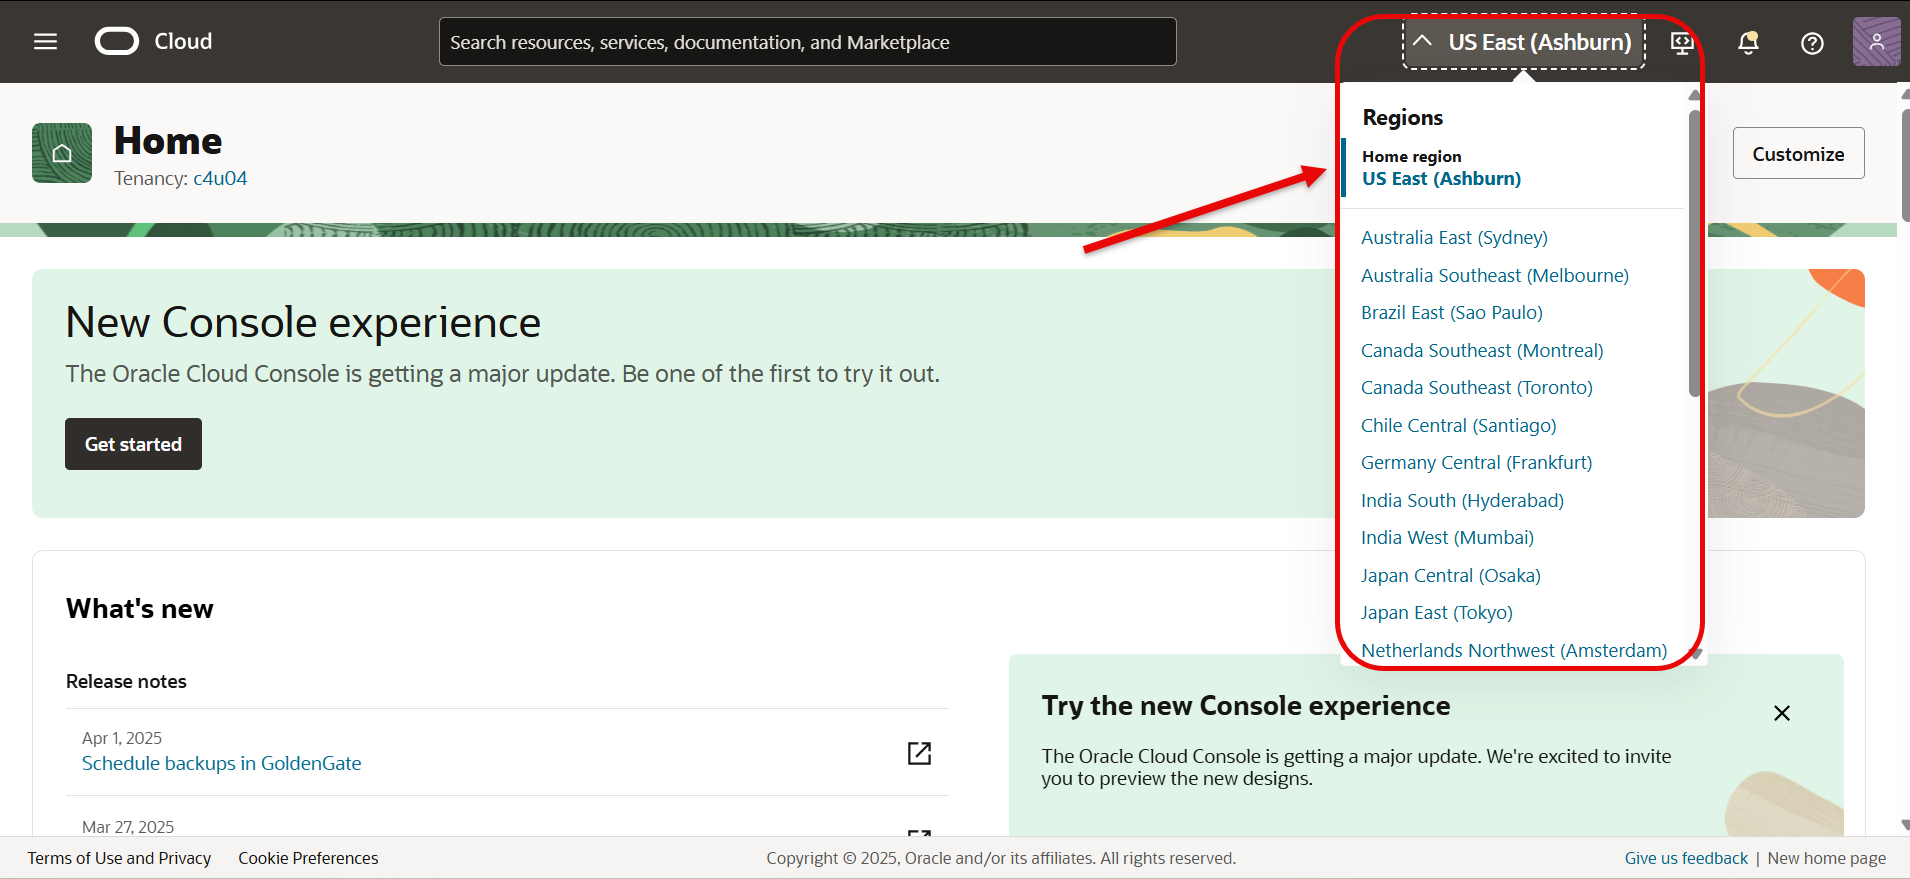 Cloud
Search resources, services, documentation, and Marketplace
US East (Ashburn)
Home
Tenancy: c4u04
Customize
Regions
Home region
US East (Ashburn)
Australia East (Sydney)
Australia Southeast (Melbourne)
Brazil East (Sao Paulo)
Canada Southeast (Montreal)
Canada Southeast (Toronto)
Chile Central (Santiago)
Germany Central (Frankfurt)
India South (Hyderabad)
India West (Mumbai)
Japan Central (Osaka)
Japan East (Tokyo)
Netherlands Northwest (Amsterdam)
New Console experience
The Oracle Cloud Console is getting a major update. Be one of the first to try it out.
Get started
What's new
Release notes
Apr 1, 2025
Schedule backups in GoldenGate
Mar 27, 2025
Try the new Console experience
The Oracle Cloud Console is getting a major update. We're excited to invite
you to preview the new designs.
Terms of Use and Privacy
Cookie Preferences
Copyright © 2025, Oracle and/or its affiliates. All rights reserved.
Give us feedback | New home page